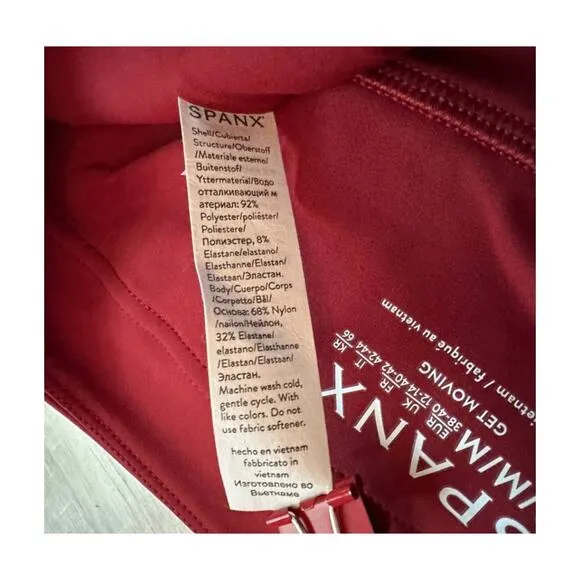 SPANX
Shell/Cubierta/
Structure/Oberstoff
/Materiale esterno/
Buitenstof/
Yttermaterial/Водо
отталкивающий м
атериал: 92%
Polyester/poliéster/
Poliestere/
Полиэстер, 8%
Elastane/elastano/
Elasthanne/Elastan/
Elastaan/Эластан.
Body/Cuerpo/Corps
/Corpetto/Bål/
Основа: 68% Nylon
/nailon/Нейлон,
32% Elastane/
elastano/Elasthanne
/Elastan/Elastaan/
Эластан.
Machine wash cold,
gentle cycle. With
like colors. Do not
use fabric softener.
hecho en vietnam
fabbricato in
vietnam
Изготовлено во
Вьетнаме
SPANX
/M/M
EUR UK FR IT KR
38-40 12-14 40-42 42-44 66
GET MOVING
vietnam / fabriqué au vietnam